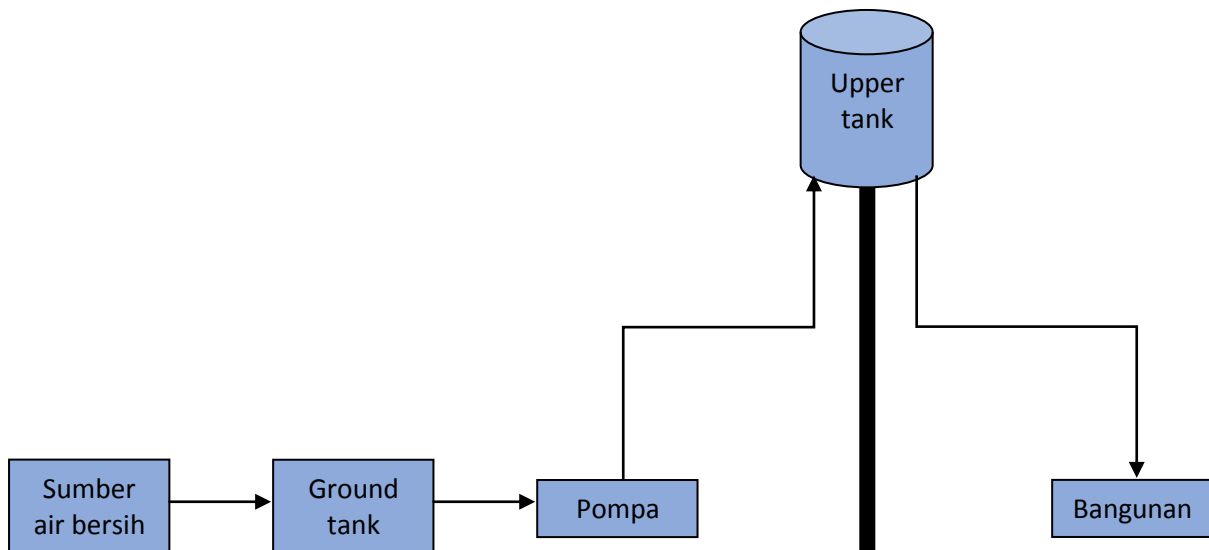 Upper
tank
Sumber
air bersih
Ground
tank
Pompa
Bangunan